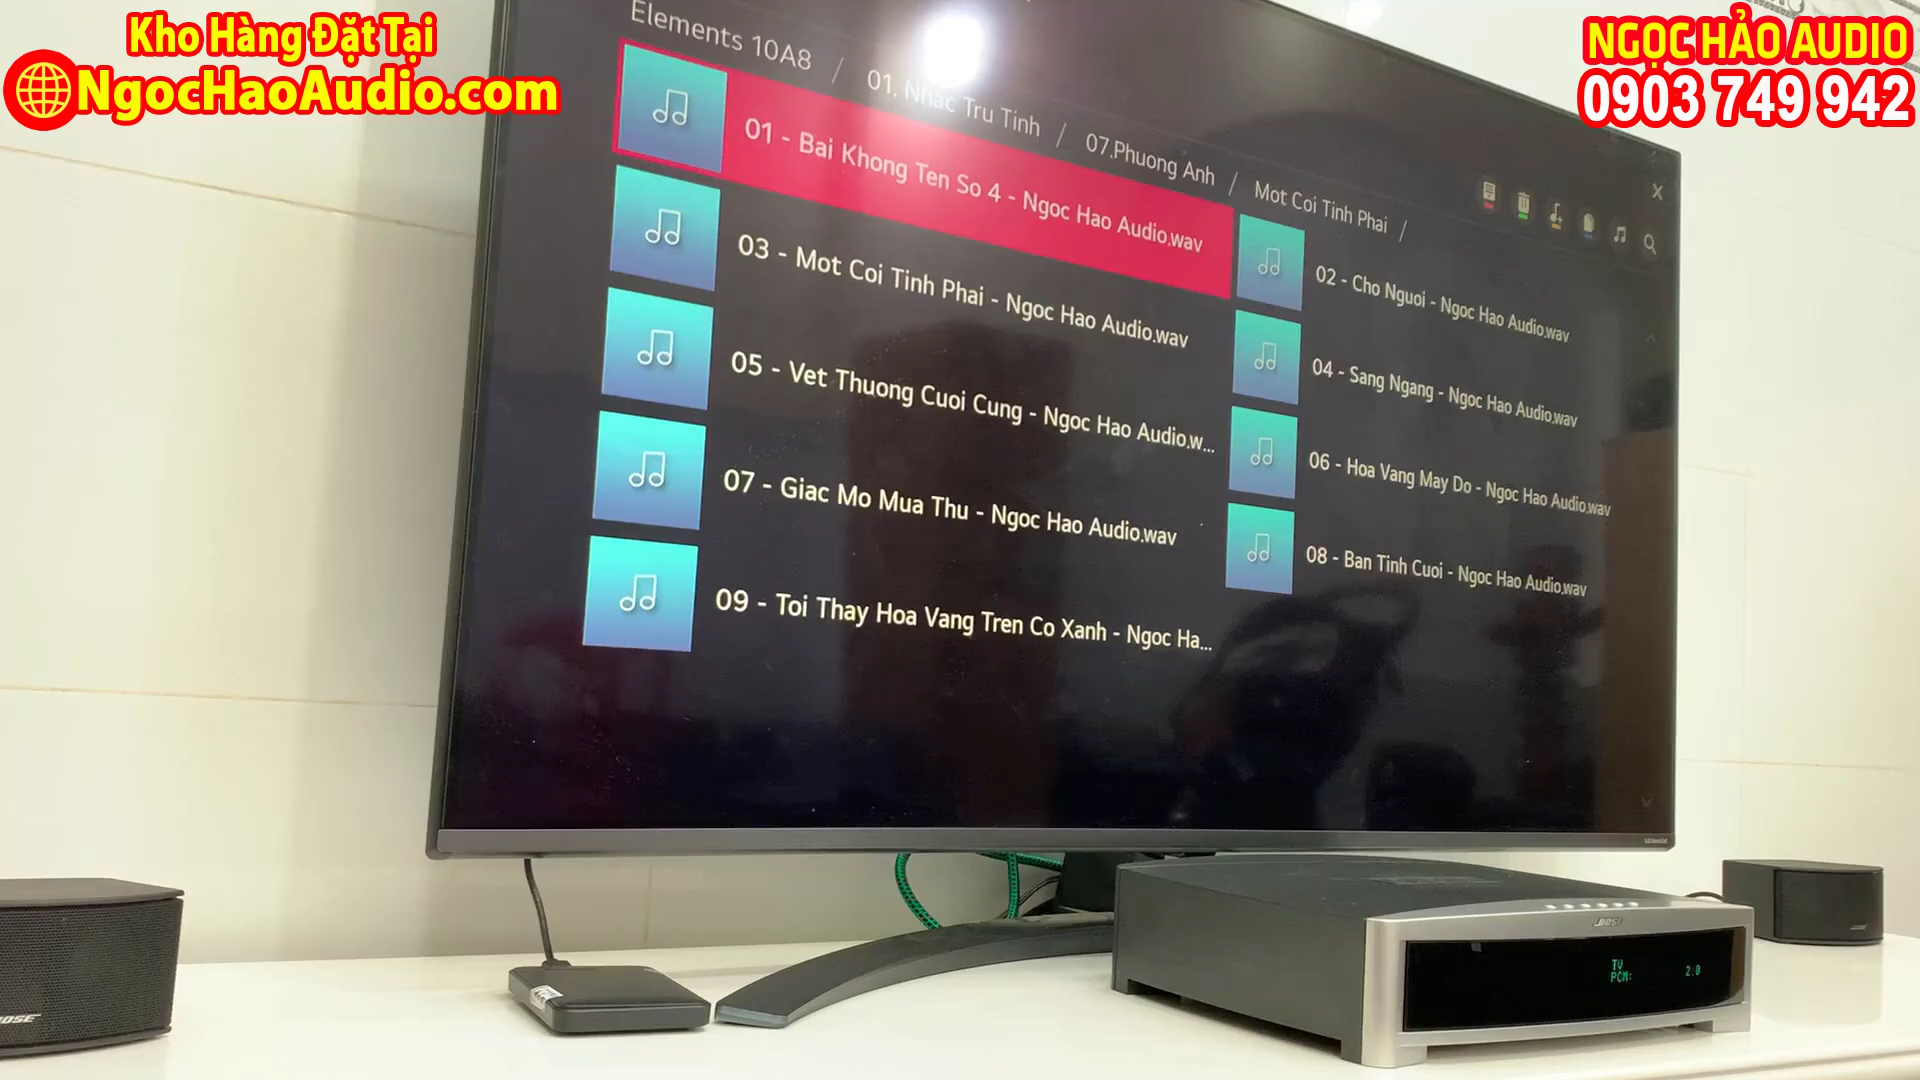 Kho Hàng Đặt Tại
NgocHaoAudio.com
NGỌC HẢO AUDIO
0903 749 942
Elements 10A8 / 01. Nhac Tru Tinh / 07.Phuong Anh / Mot Coi Tinh Phai /
01 - Bai Khong Ten So 4 - Ngoc Hao Audio.wav
02 - Cho Nguoi - Ngoc Hao Audio.wav
03 - Mot Coi Tinh Phai - Ngoc Hao Audio.wav
04 - Sang Ngang - Ngoc Hao Audio.wav
05 - Vet Thuong Cuoi Cung - Ngoc Hao Audio.w...
06 - Hoa Vang May Do - Ngoc Hao Audio.wav
07 - Giac Mo Mua Thu - Ngoc Hao Audio.wav
08 - Ban Tinh Cuoi - Ngoc Hao Audio.wav
09 - Toi Thay Hoa Vang Tren Co Xanh - Ngoc Ha...
BOSE
TV
PCM: 2.0